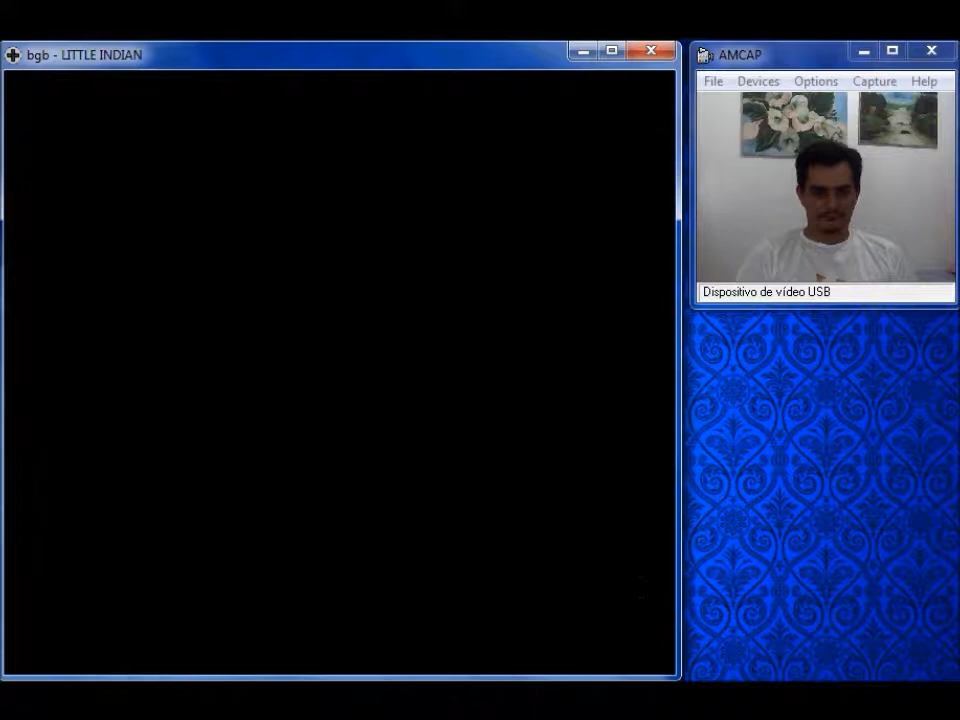 bgb - LITTLE INDIAN
AMCAP
File Devices Options Capture Help
Dispositivo de vídeo USB